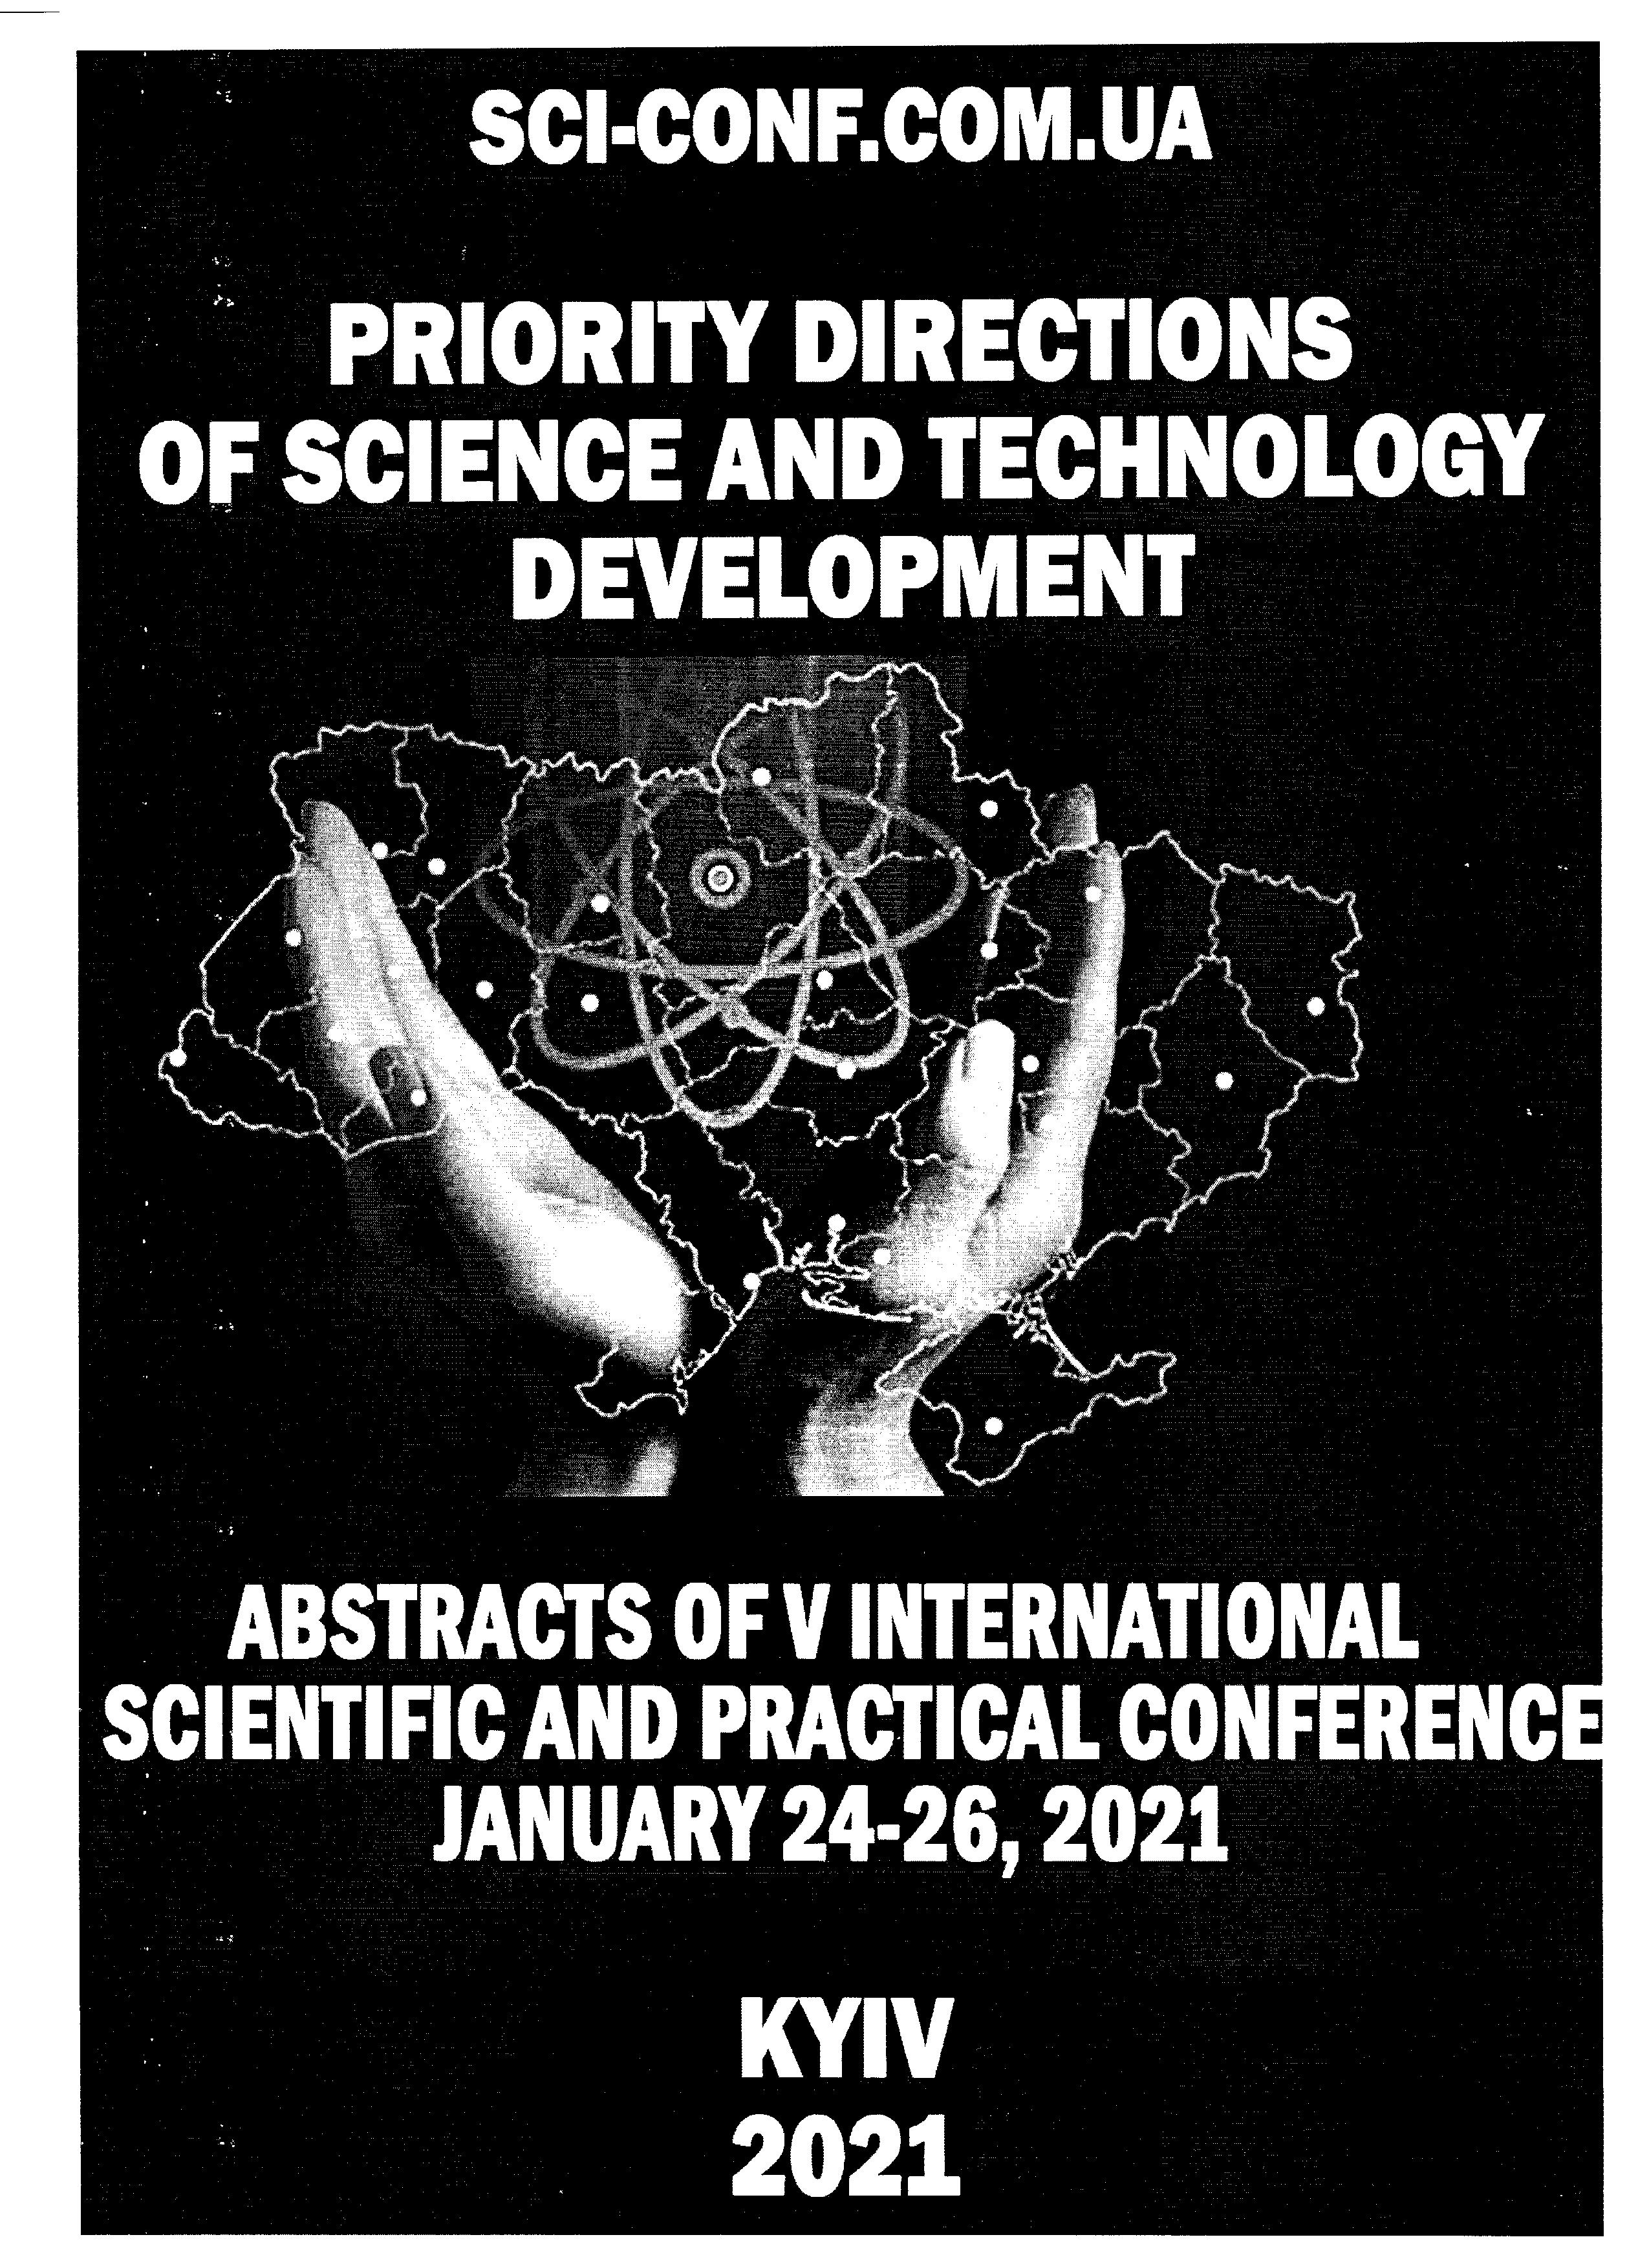 SCI-CONF.COM.UA
PRIORITY DIRECTIONS
OF SCIENCE AND TECHNOLOGY
DEVELOPMENT
ABSTRACTS OF V INTERNATIONAL
SCIENTIFIC AND PRACTICAL CONFERENCE
JANUARY 24-26, 2021
KYIV
2021